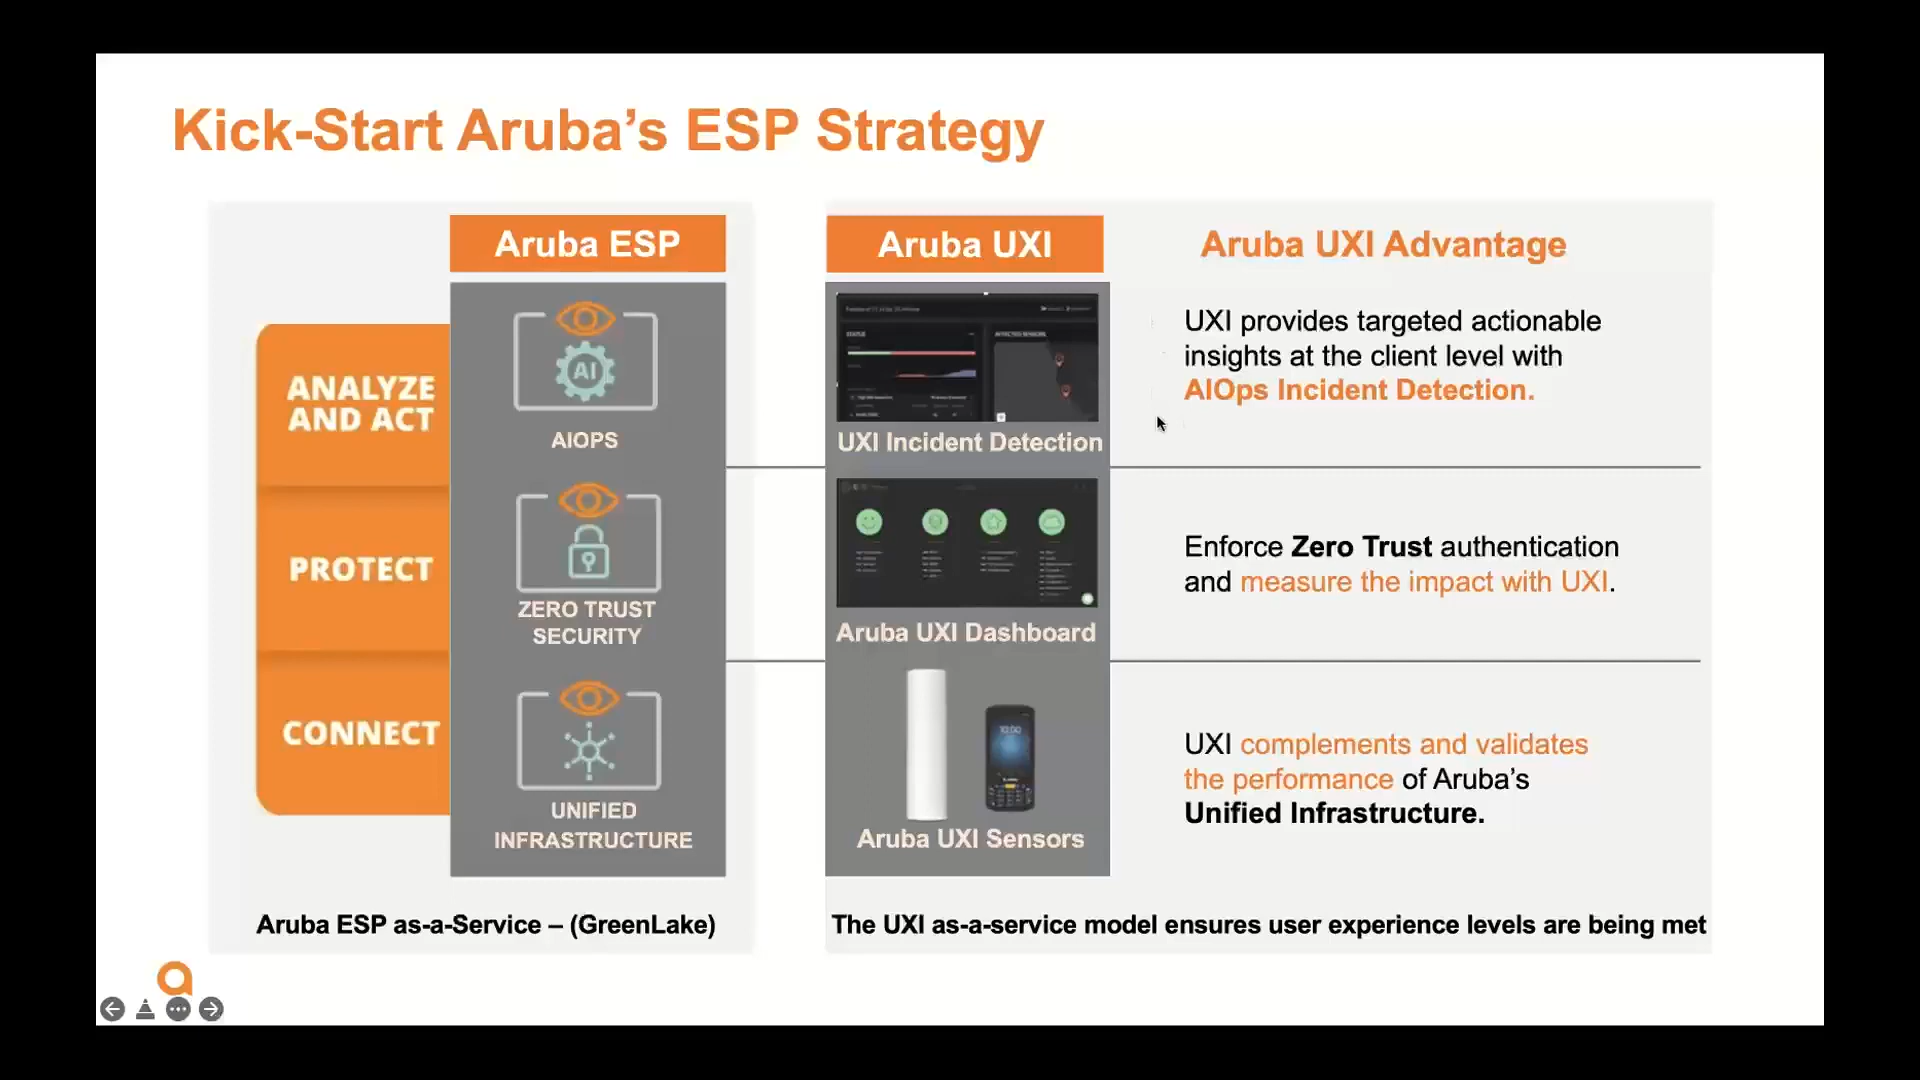 Kick-Start Aruba’s ESP Strategy
Aruba ESP
ANALYZE
AND ACT
AI
AIOPS
PROTECT
ZERO TRUST
SECURITY
CONNECT
UNIFIED
INFRASTRUCTURE
Aruba ESP as-a-Service – (GreenLake)
Aruba UXI
UXI Incident Detection
Aruba UXI Dashboard
10:00
Aruba UXI Sensors
Aruba UXI Advantage
UXI provides targeted actionable
insights at the client level with
AIOps Incident Detection.
Enforce Zero Trust authentication
and measure the impact with UXI.
UXI complements and validates
the performance of Aruba’s
Unified Infrastructure.
The UXI as-a-service model ensures user experience levels are being met